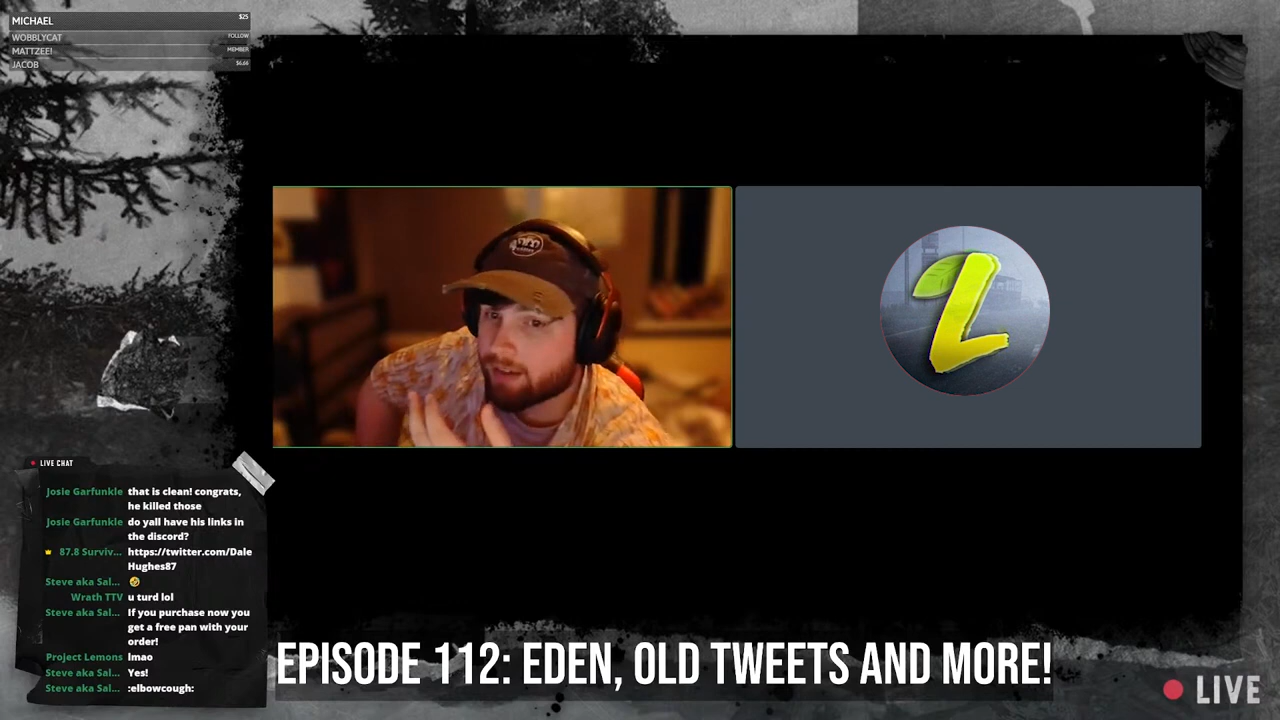 MICHAEL $25
WOBBLYCAT FOLLOW
MATTZEE! MEMBER
JACOB $6.66
LIVE CHAT
Josie Garfunkle that is clean! congrats,
he killed those
Josie Garfunkle do yall have his links in
the discord?
87.8 Surviv... https://twitter.com/Dale
Hughes87
Steve aka Sal... 🤣
Wrath TTV u turd lol
Steve aka Sal... If you purchase now you
get a free pan with your
order!
Project Lemons lmao
Steve aka Sal... Yes!
Steve aka Sal... :elbowcough:
EPISODE 112: EDEN, OLD TWEETS AND MORE!
LIVE